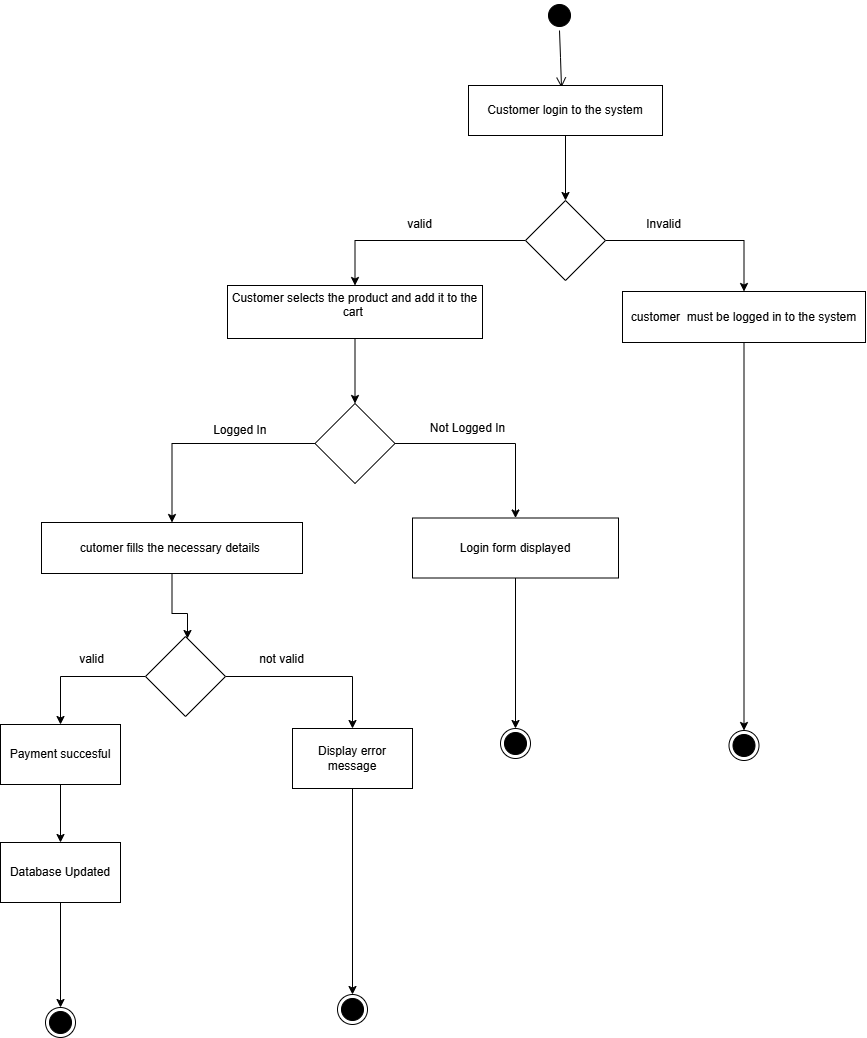 Customer login to the system
valid
Invalid
Customer selects the product and add it to the
cart
customer  must be logged in to the system
Logged In
Not Logged In
cutomer fills the necessary details
Login form displayed
valid
not valid
Payment succesful
Display error
message
Database Updated